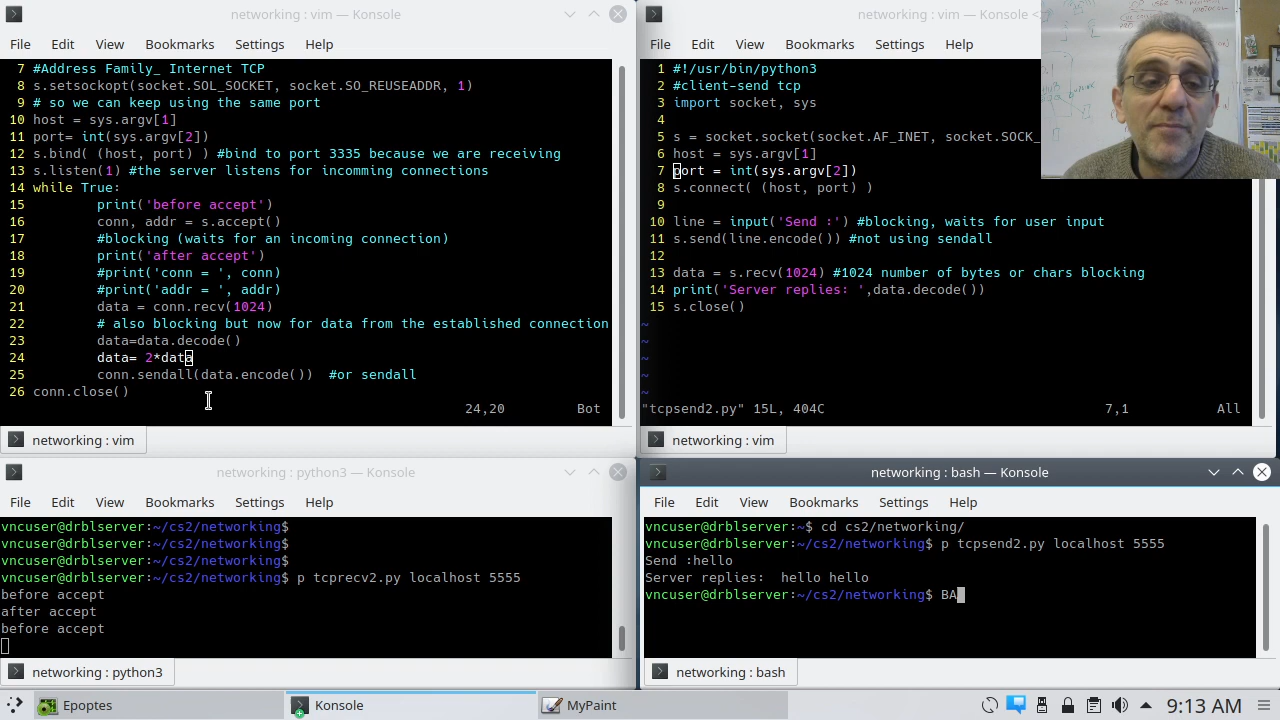 networking : vim — Konsole
File Edit View Bookmarks Settings Help
7 #Address Family_ Internet TCP
8 s.setsockopt(socket.SOL_SOCKET, socket.SO_REUSEADDR, 1)
9 # so we can keep using the same port
10 host = sys.argv[1]
11 port= int(sys.argv[2])
12 s.bind( (host, port) ) #bind to port 3335 because we are receiving
13 s.listen(1) #the server listens for incomming connections
14 while True:
15 print('before accept')
16 conn, addr = s.accept()
17 #blocking (waits for an incoming connection)
18 print('after accept')
19 #print('conn = ', conn)
20 #print('addr = ', addr)
21 data = conn.recv(1024)
22 # also blocking but now for data from the established connection
23 data=data.decode()
24 data= 2*data
25 conn.sendall(data.encode()) #or sendall
26 conn.close()
24,20 Bot
networking : vim
networking : vim — Konsole
File Edit View Bookmarks Settings Help
1 #!/usr/bin/python3
2 #client-send tcp
3 import socket, sys
4
5 s = socket.socket(socket.AF_INET, socket.SOCK_
6 host = sys.argv[1]
7 port = int(sys.argv[2])
8 s.connect( (host, port) )
9
10 line = input('Send :') #blocking, waits for user input
11 s.send(line.encode()) #not using sendall
12
13 data = s.recv(1024) #1024 number of bytes or chars blocking
14 print('Server replies: ',data.decode())
15 s.close()
~
~
~
~
~
"tcpsend2.py" 15L, 404C 7,1 All
networking : vim
networking : python3 — Konsole
File Edit View Bookmarks Settings Help
vncuser@drblserver:~/cs2/networking$
vncuser@drblserver:~/cs2/networking$
vncuser@drblserver:~/cs2/networking$
vncuser@drblserver:~/cs2/networking$ p tcprecv2.py localhost 5555
before accept
after accept
before accept
networking : python3
networking : bash — Konsole
File Edit View Bookmarks Settings Help
vncuser@drblserver:~$ cd cs2/networking/
vncuser@drblserver:~/cs2/networking$ p tcpsend2.py localhost 5555
Send :hello
Server replies:  hello hello
vncuser@drblserver:~/cs2/networking$ BA
networking : bash
Epoptes Konsole MyPaint 9:13 AM